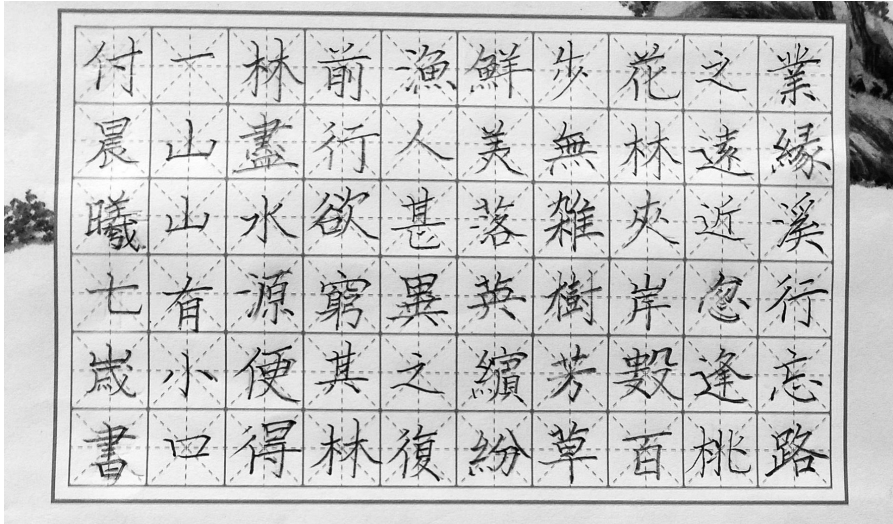 業緣溪行忘路
之遠近忽逢桃
花林夾岸數百
步無雜樹芳草
鮮美落英繽紛
漁人甚異之復
前行欲窮其林
林盡水源便得
一山山有小口
付晨曦七歲書